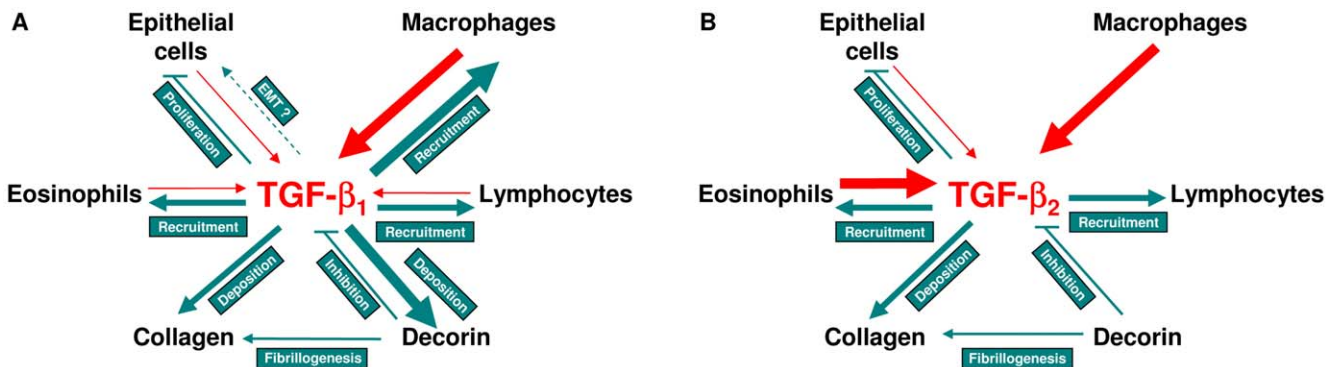 A
Epithelial
cells
Macrophages
EMT ?
Proliferation
Recruitment
Eosinophils
TGF-β₁
Lymphocytes
Recruitment
Recruitment
Deposition
Inhibition
Deposition
Collagen
Decorin
Fibrillogenesis
B
Epithelial
cells
Macrophages
Proliferation
Eosinophils
TGF-β₂
Lymphocytes
Recruitment
Recruitment
Deposition
Inhibition
Collagen
Decorin
Fibrillogenesis